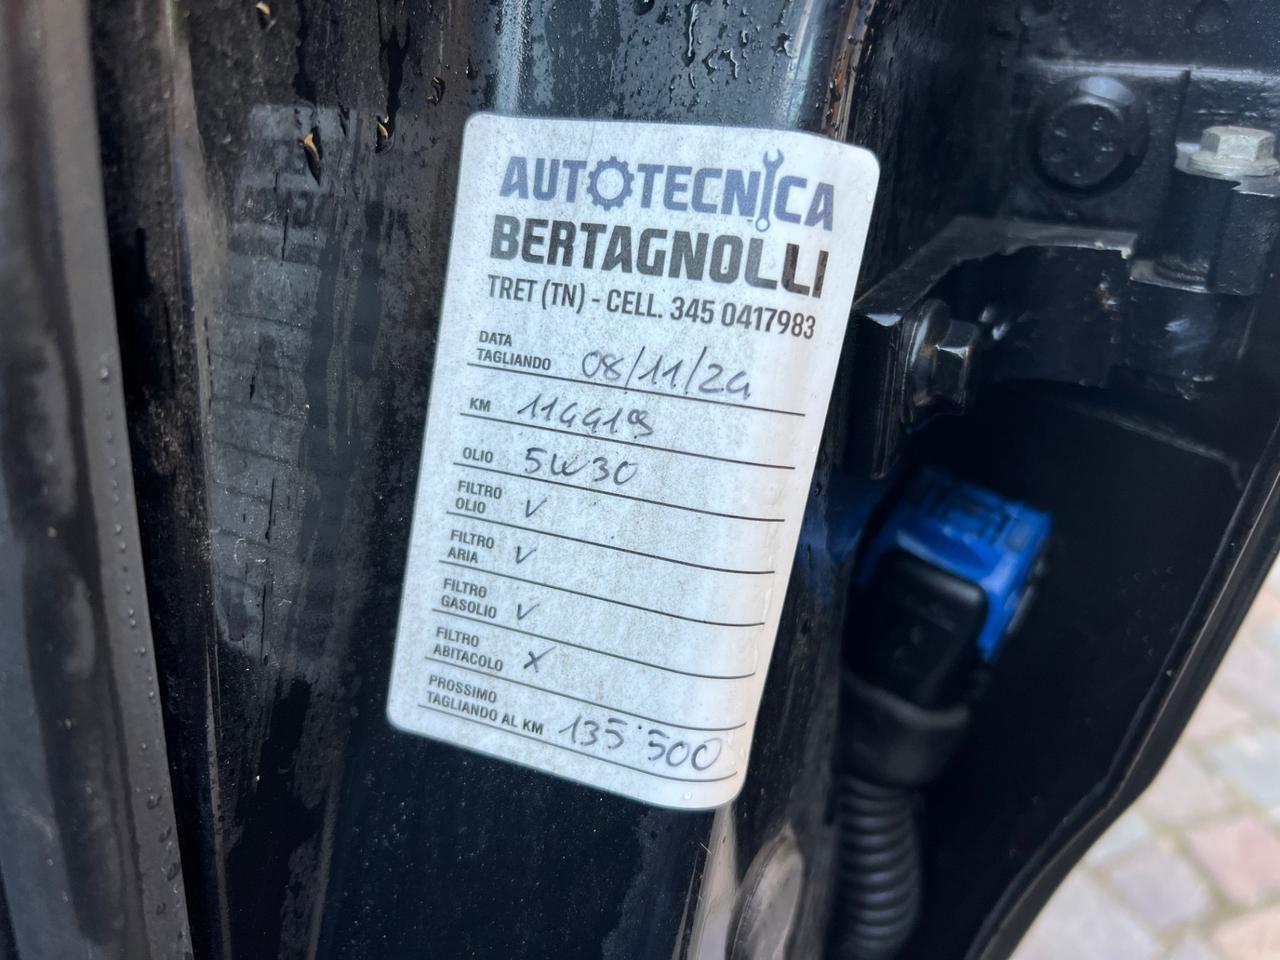 AUTOTECNICA
BERTAGNOLLI
TRET (TN) - CELL. 345 0417983
DATA
TAGLIANDO 08/11/24
KM
OLIO 5W30
FILTRO
OLIO V
FILTRO
ARIA V
FILTRO
GASOLIO V
FILTRO
ABITACOLO X
PROSSIMO
TAGLIANDO AL KM 135'500